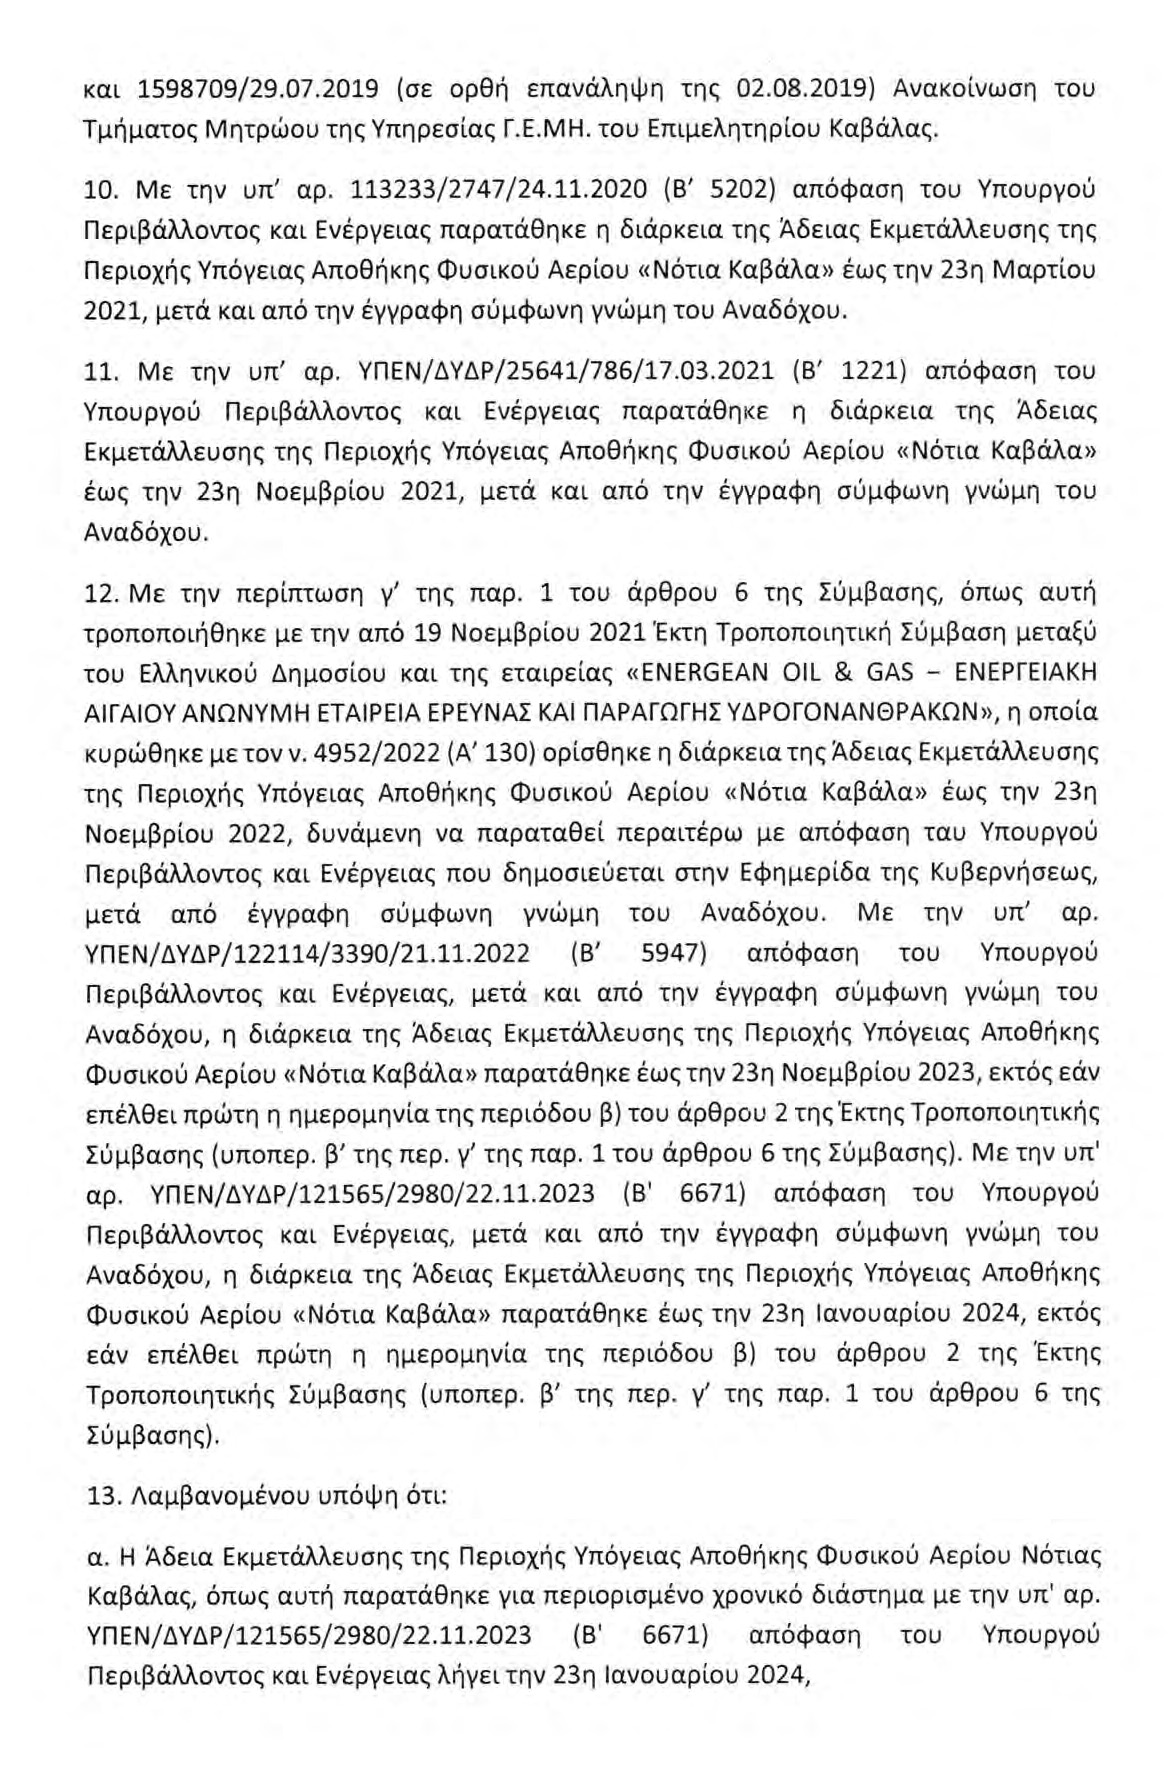 και 1598709/29.07.2019 (σε ορθή επανάληψη της 02.08.2019) Ανακοίνωση του
Τμήματος Μητρώου της Υπηρεσίας Γ.Ε.ΜΗ. του Επιμελητηρίου Καβάλας.
10. Με την υπ’ αρ. 113233/2747/24.11.2020 (Β’ 5202) απόφαση του Υπουργού
Περιβάλλοντος και Ενέργειας παρατάθηκε η διάρκεια της Άδειας Εκμετάλλευσης της
Περιοχής Υπόγειας Αποθήκης Φυσικού Αερίου «Νότια Καβάλα» έως την 23η Μαρτίου
2021, μετά και από την έγγραφη σύμφωνη γνώμη του Αναδόχου.
11. Με την υπ’ αρ. ΥΠΕΝ/ΔΥΔΡ/25641/786/17.03.2021 (Β’ 1221) απόφαση του
Υπουργού Περιβάλλοντος και Ενέργειας παρατάθηκε η διάρκεια της Άδειας
Εκμετάλλευσης της Περιοχής Υπόγειας Αποθήκης Φυσικού Αερίου «Νότια Καβάλα»
έως την 23η Νοεμβρίου 2021, μετά και από την έγγραφη σύμφωνη γνώμη του
Αναδόχου.
12. Με την περίπτωση γ’ της παρ. 1 του άρθρου 6 της Σύμβασης, όπως αυτή
τροποποιήθηκε με την από 19 Νοεμβρίου 2021 Έκτη Τροποποιητική Σύμβαση μεταξύ
του Ελληνικού Δημοσίου και της εταιρείας «ENERGEAN OIL & GAS – ΕΝΕΡΓΕΙΑΚΗ
ΑΙΓΑΙΟΥ ΑΝΩΝΥΜΗ ΕΤΑΙΡΕΙΑ ΕΡΕΥΝΑΣ ΚΑΙ ΠΑΡΑΓΩΓΗΣ ΥΔΡΟΓΟΝΑΝΘΡΑΚΩΝ», η οποία
κυρώθηκε με τον ν. 4952/2022 (Α’ 130) ορίσθηκε η διάρκεια της Άδειας Εκμετάλλευσης
της Περιοχής Υπόγειας Αποθήκης Φυσικού Αερίου «Νότια Καβάλα» έως την 23η
Νοεμβρίου 2022, δυνάμενη να παραταθεί περαιτέρω με απόφαση ταυ Υπουργού
Περιβάλλοντος και Ενέργειας που δημοσιεύεται στην Εφημερίδα της Κυβερνήσεως,
μετά από έγγραφη σύμφωνη γνώμη του Αναδόχου. Με την υπ’ αρ.
ΥΠΕΝ/ΔΥΔΡ/122114/3390/21.11.2022 (Β’ 5947) απόφαση του Υπουργού
Περιβάλλοντος και Ενέργειας, μετά και από την έγγραφη σύμφωνη γνώμη του
Αναδόχου, η διάρκεια της Άδειας Εκμετάλλευσης της Περιοχής Υπόγειας Αποθήκης
Φυσικού Αερίου «Νότια Καβάλα» παρατάθηκε έως την 23η Νοεμβρίου 2023, εκτός εάν
επέλθει πρώτη η ημερομηνία της περιόδου β) του άρθρου 2 της Έκτης Τροποποιητικής
Σύμβασης (υποπερ. β’ της περ. γ’ της παρ. 1 του άρθρου 6 της Σύμβασης). Με την υπ'
αρ. ΥΠΕΝ/ΔΥΔΡ/121565/2980/22.11.2023 (Β' 6671) απόφαση του Υπουργού
Περιβάλλοντος και Ενέργειας, μετά και από την έγγραφη σύμφωνη γνώμη του
Αναδόχου, η διάρκεια της Άδειας Εκμετάλλευσης της Περιοχής Υπόγειας Αποθήκης
Φυσικού Αερίου «Νότια Καβάλα» παρατάθηκε έως την 23η Ιανουαρίου 2024, εκτός
εάν επέλθει πρώτη η ημερομηνία της περιόδου β) του άρθρου 2 της Έκτης
Τροποποιητικής Σύμβασης (υποπερ. β’ της περ. γ’ της παρ. 1 του άρθρου 6 της
Σύμβασης).
13. Λαμβανομένου υπόψη ότι:
α. Η Άδεια Εκμετάλλευσης της Περιοχής Υπόγειας Αποθήκης Φυσικού Αερίου Νότιας
Καβάλας, όπως αυτή παρατάθηκε για περιορισμένο χρονικό διάστημα με την υπ' αρ.
ΥΠΕΝ/ΔΥΔΡ/121565/2980/22.11.2023 (Β' 6671) απόφαση του Υπουργού
Περιβάλλοντος και Ενέργειας λήγει την 23η Ιανουαρίου 2024,